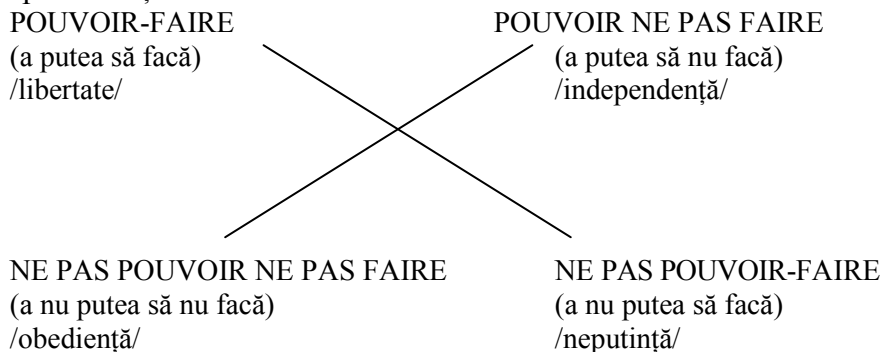 POUVOIR-FAIRE POUVOIR NE PAS FAIRE
(a putea să facă) (a putea să nu facă)
/libertate/ /independență/
NE PAS POUVOIR NE PAS FAIRE NE PAS POUVOIR-FAIRE
(a nu putea să nu facă) (a nu putea să facă)
/obediență/ /neputință/